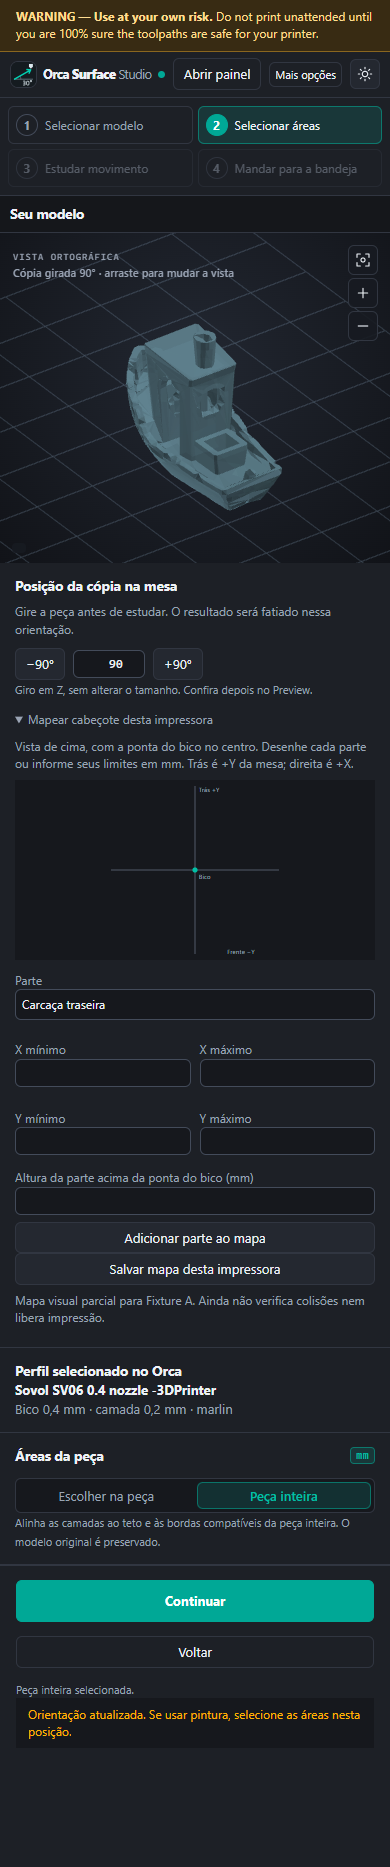 WARNING — Use at your own risk. Do not print unattended until
you are 100% sure the toolpaths are safe for your printer.
Orca Surface Studio
Abrir painel
Mais opções
1 Selecionar modelo
2 Selecionar áreas
3 Estudar movimento
4 Mandar para a bandeja
Seu modelo
VISTA ORTOGRÁFICA
Cópia girada 90° · arraste para mudar a vista
+
−
Posição da cópia na mesa
Gire a peça antes de estudar. O resultado será fatiado nessa
orientação.
−90°
90
+90°
Giro em Z, sem alterar o tamanho. Confira depois no Preview.
▼ Mapear cabeçote desta impressora
Vista de cima, com a ponta do bico no centro. Desenhe cada parte
ou informe seus limites em mm. Trás é +Y da mesa; direita é +X.
Trás +Y
Bico
Frente −Y
Parte
Carcaça traseira
X mínimo
X máximo
Y mínimo
Y máximo
Altura da parte acima da ponta do bico (mm)
Adicionar parte ao mapa
Salvar mapa desta impressora
Mapa visual parcial para Fixture A. Ainda não verifica colisões nem
libera impressão.
Perfil selecionado no Orca
Sovol SV06 0.4 nozzle -3DPrinter
Bico 0,4 mm · camada 0,2 mm · marlin
Áreas da peça
mm
Escolher na peça
Peça inteira
Alinha as camadas ao teto e às bordas compatíveis da peça inteira. O
modelo original é preservado.
Continuar
Voltar
Peça inteira selecionada.
Orientação atualizada. Se usar pintura, selecione as áreas nesta
posição.